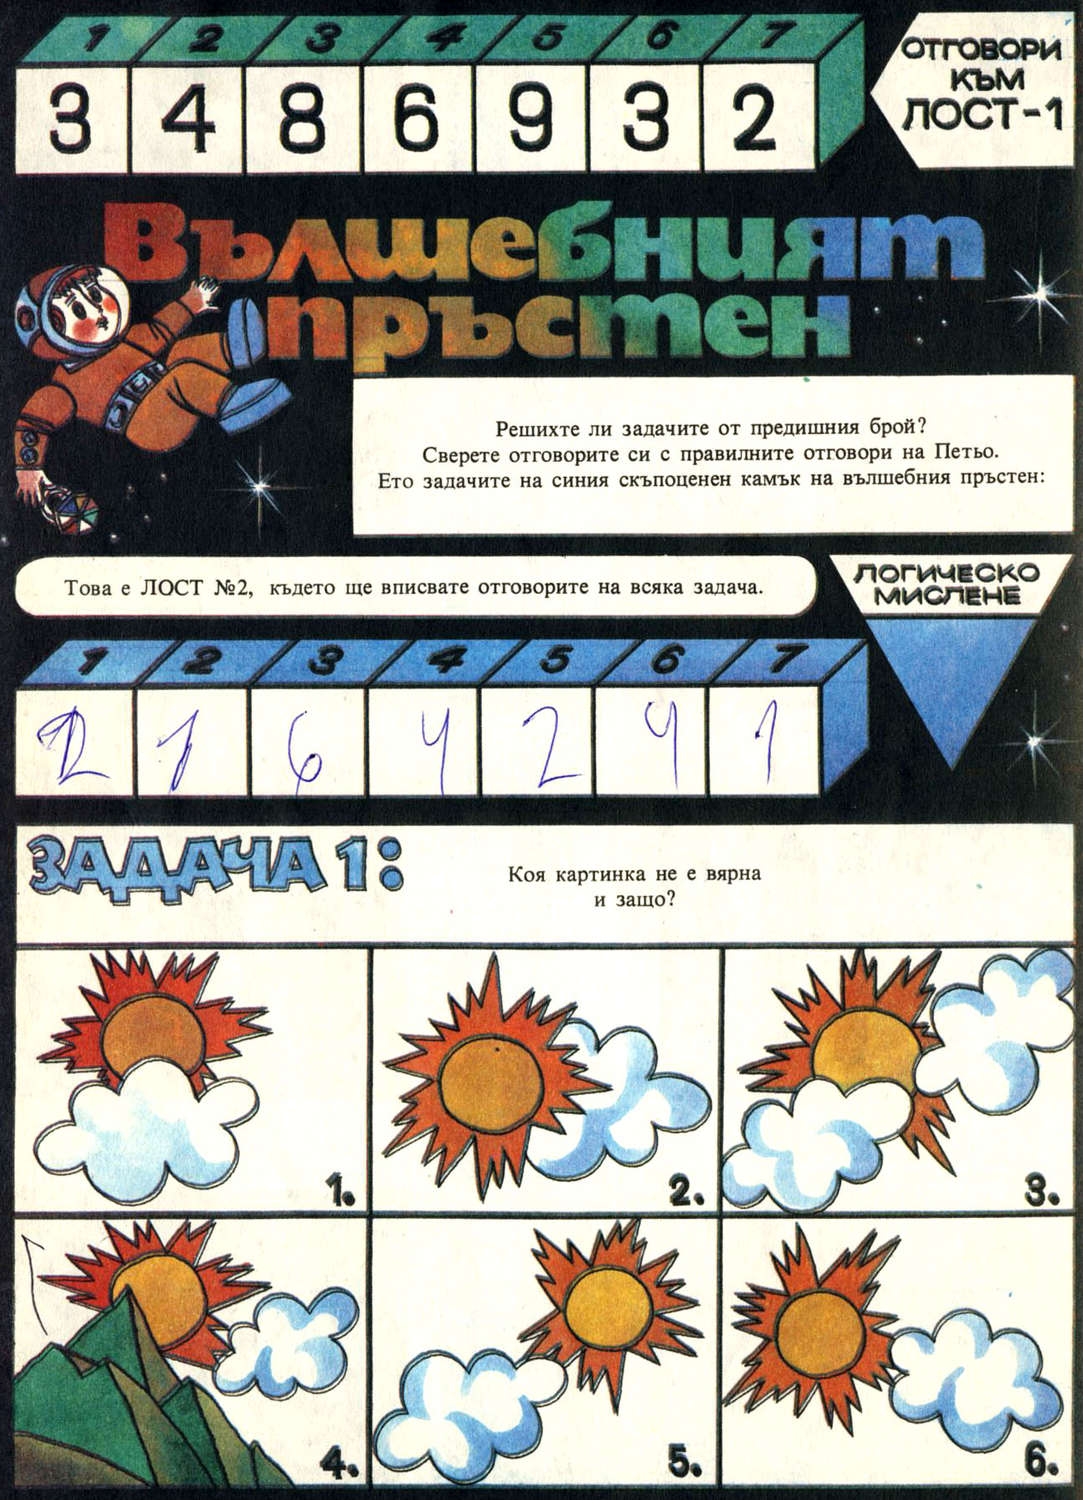 1 2 3 4 5 6 7
3 4 8 6 9 3 2
ОТГОВОРИ
КЪМ
ЛОСТ-1
Вълшебният
пръстен
Решихте ли задачите от предишния брой?
Сверете отговорите си с правилните отговори на Петьо.
Ето задачите на синия скъпоценен камък на вълшебния пръстен:
Това е ЛОСТ №2, където ще вписвате отговорите на всяка задача.
ЛОГИЧЕСКО
МИСЛЕНЕ
1 2 3 4 5 6 7
2 1 6 4 2 4 1
ЗАДАЧА 1:
Коя картинка не е вярна
и защо?
1.
2.
3.
4.
5.
6.